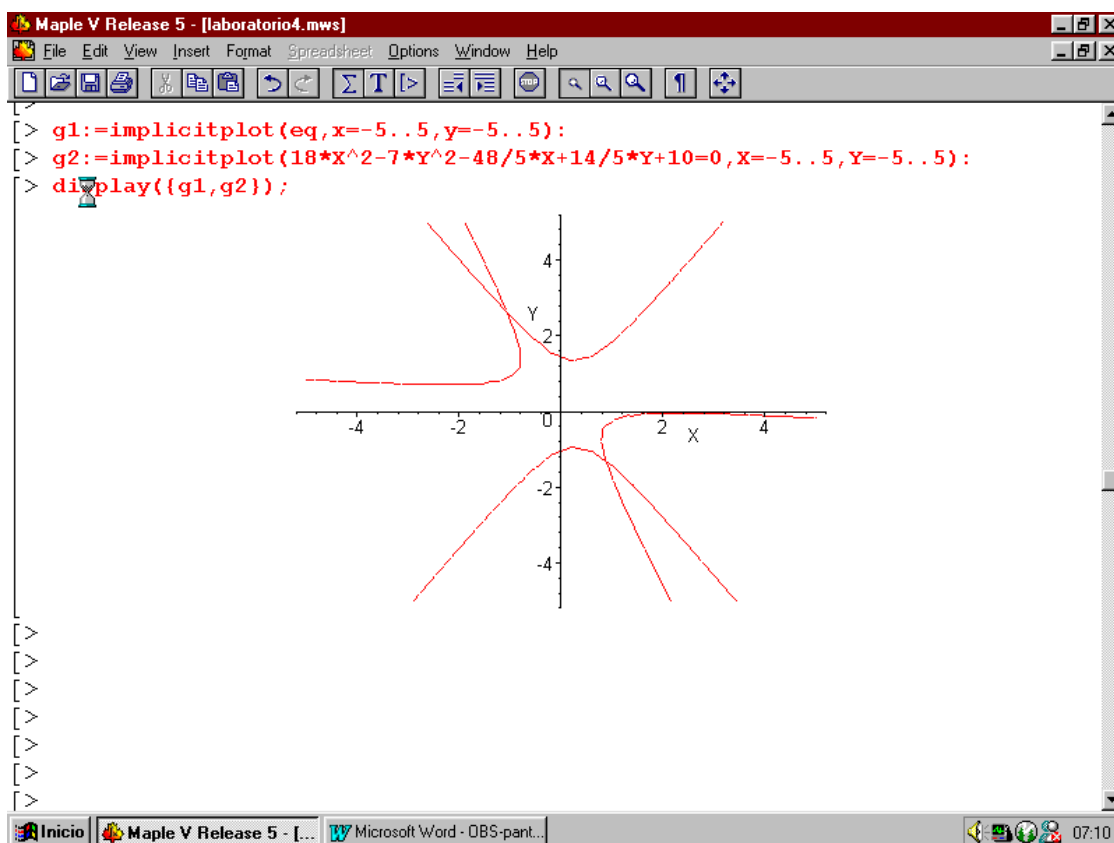 Maple V Release 5 - [laboratorio4.mws]
File Edit View Insert Format Spreadsheet Options Window Help
Σ T [> STOP ¶
[> g1:=implicitplot(eq,x=-5..5,y=-5..5):
[> g2:=implicitplot(18*X^2-7*Y^2-48/5*X+14/5*Y+10=0,X=-5..5,Y=-5..5):
[> display({g1,g2});
4
Y
2
-4 -2 0 2 X 4
-2
-4
[>
[>
[>
[>
[>
[>
[>
Inicio Maple V Release 5 - [... Microsoft Word - OBS-pant... 07:10